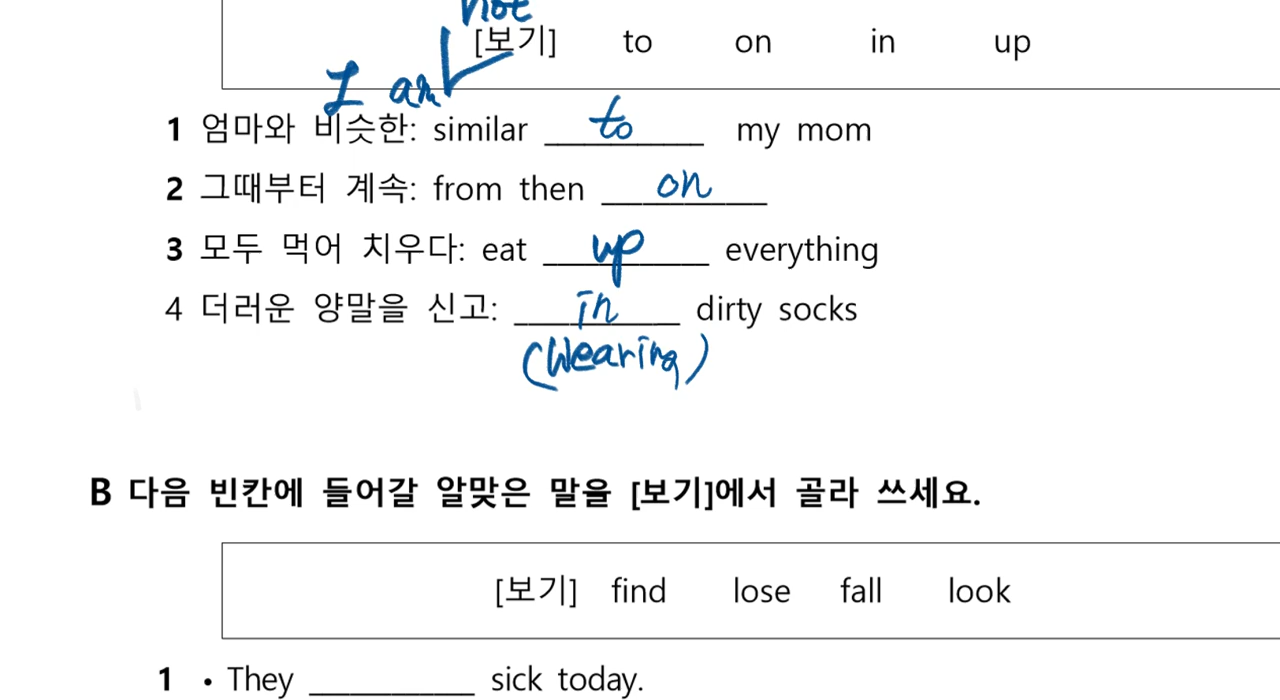 not
[보기] to on in up
I am
1 엄마와 비슷한: similar to my mom
2 그때부터 계속: from then on
3 모두 먹어 치우다: eat up everything
4 더러운 양말을 신고: in dirty socks
(Wearing)
B 다음 빈칸에 들어갈 알맞은 말을 [보기]에서 골라 쓰세요.
[보기] find lose fall look
1 • They __________ sick today.